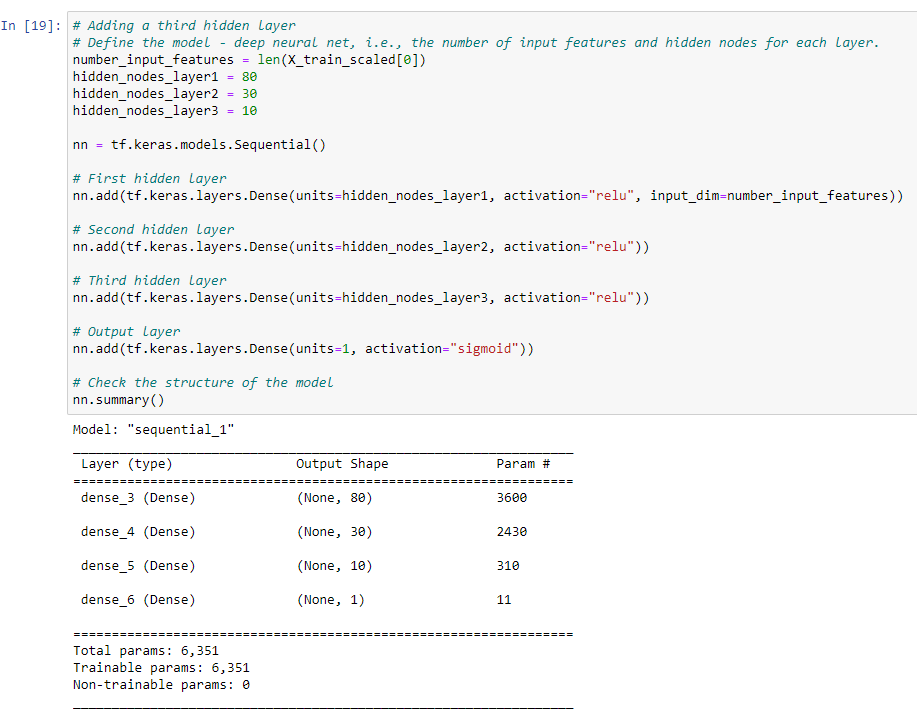 In [19]: # Adding a third hidden layer
# Define the model - deep neural net, i.e., the number of input features and hidden nodes for each layer.
number_input_features = len(X_train_scaled[0])
hidden_nodes_layer1 = 80
hidden_nodes_layer2 = 30
hidden_nodes_layer3 = 10
nn = tf.keras.models.Sequential()
# First hidden layer
nn.add(tf.keras.layers.Dense(units=hidden_nodes_layer1, activation="relu", input_dim=number_input_features))
# Second hidden layer
nn.add(tf.keras.layers.Dense(units=hidden_nodes_layer2, activation="relu"))
# Third hidden layer
nn.add(tf.keras.layers.Dense(units=hidden_nodes_layer3, activation="relu"))
# Output layer
nn.add(tf.keras.layers.Dense(units=1, activation="sigmoid"))
# Check the structure of the model
nn.summary()
Model: "sequential_1"
_________________________________________________________________
Layer (type) Output Shape Param #
=================================================================
dense_3 (Dense) (None, 80) 3600
dense_4 (Dense) (None, 30) 2430
dense_5 (Dense) (None, 10) 310
dense_6 (Dense) (None, 1) 11
=================================================================
Total params: 6,351
Trainable params: 6,351
Non-trainable params: 0
_________________________________________________________________